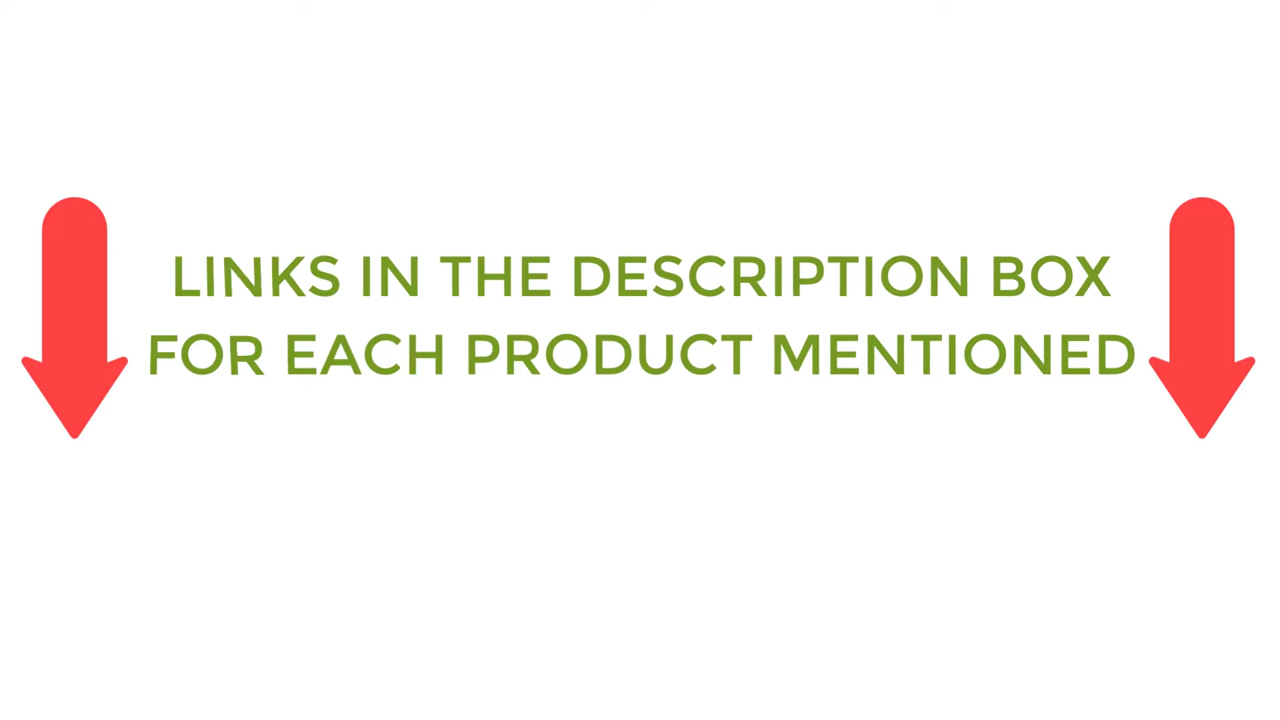 LINKS IN THE DESCRIPTION BOX
FOR EACH PRODUCT MENTIONED